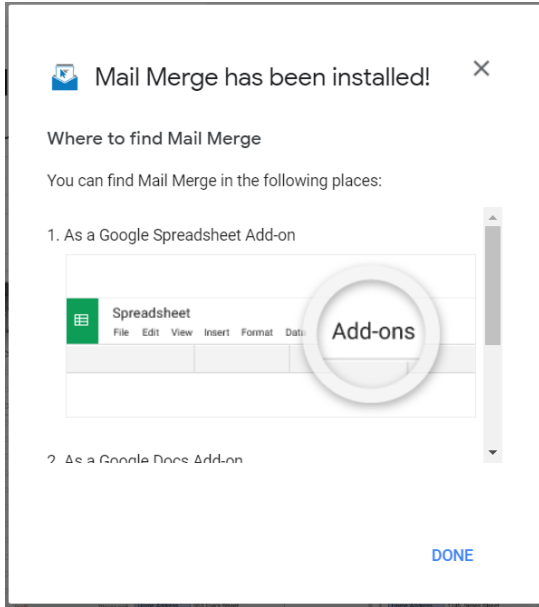 Mail Merge has been installed!
Where to find Mail Merge
You can find Mail Merge in the following places:
1. As a Google Spreadsheet Add-on
Spreadsheet
File Edit View Insert Format Data Add-ons
2. As a Google Docs Add-on
DONE